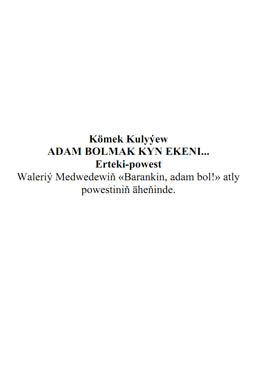 Kömek Kulyýew
ADAM BOLMAK KYN EKENI...
Erteki-powest
Waleriý Medwedewiň «Barankin, adam bol!» atly
powestiniň äheňinde.